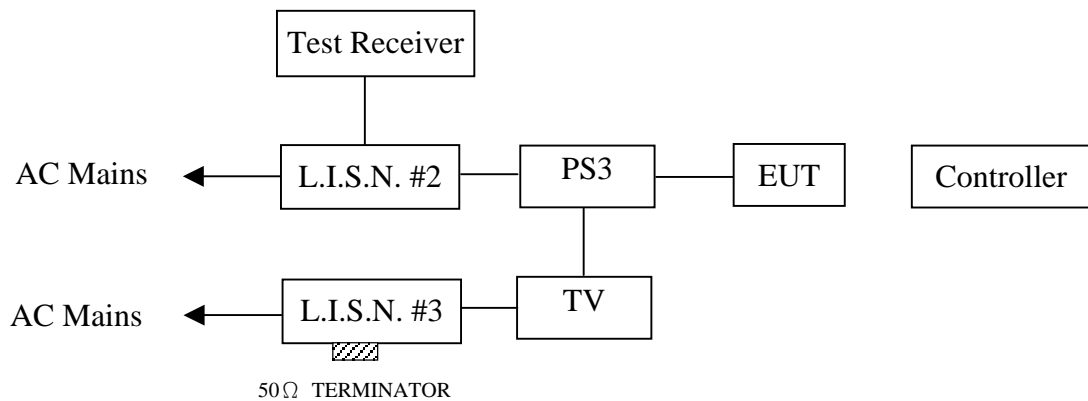 Test Receiver
AC Mains
L.I.S.N. #2
PS3
EUT
Controller
AC Mains
L.I.S.N. #3
TV
50Ω TERMINATOR